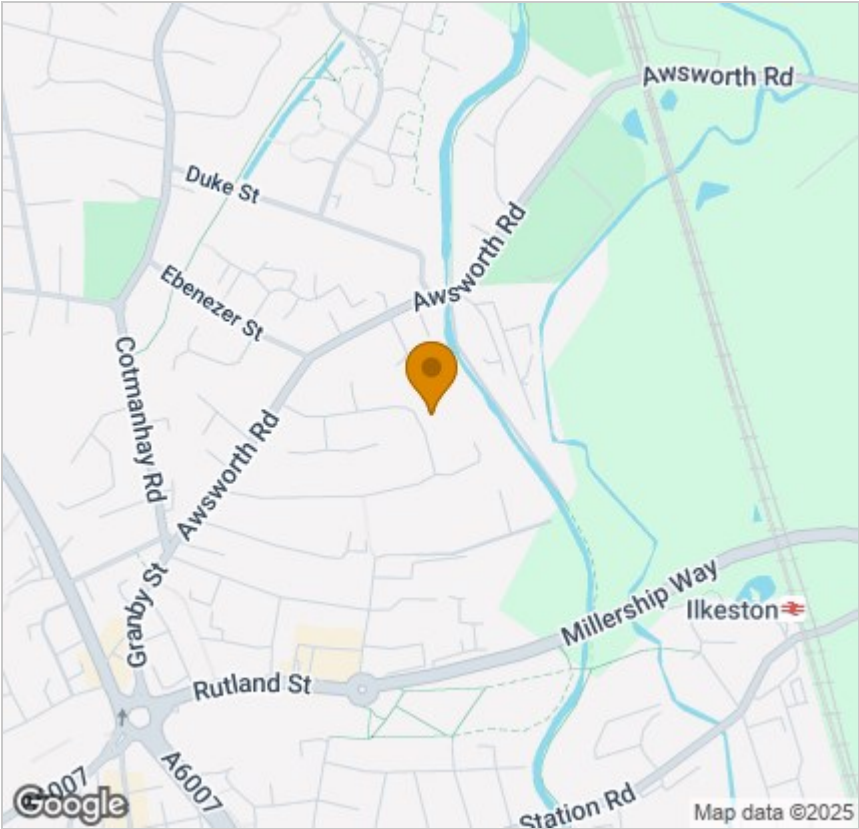 Awsworth Rd
Duke St
Awsworth Rd
Ebenezer St
Cotmanhay Rd
Awsworth Rd
Granby St
Millership Way
Ilkeston
Rutland St
A6007
Station Rd
Google
Map data ©2025